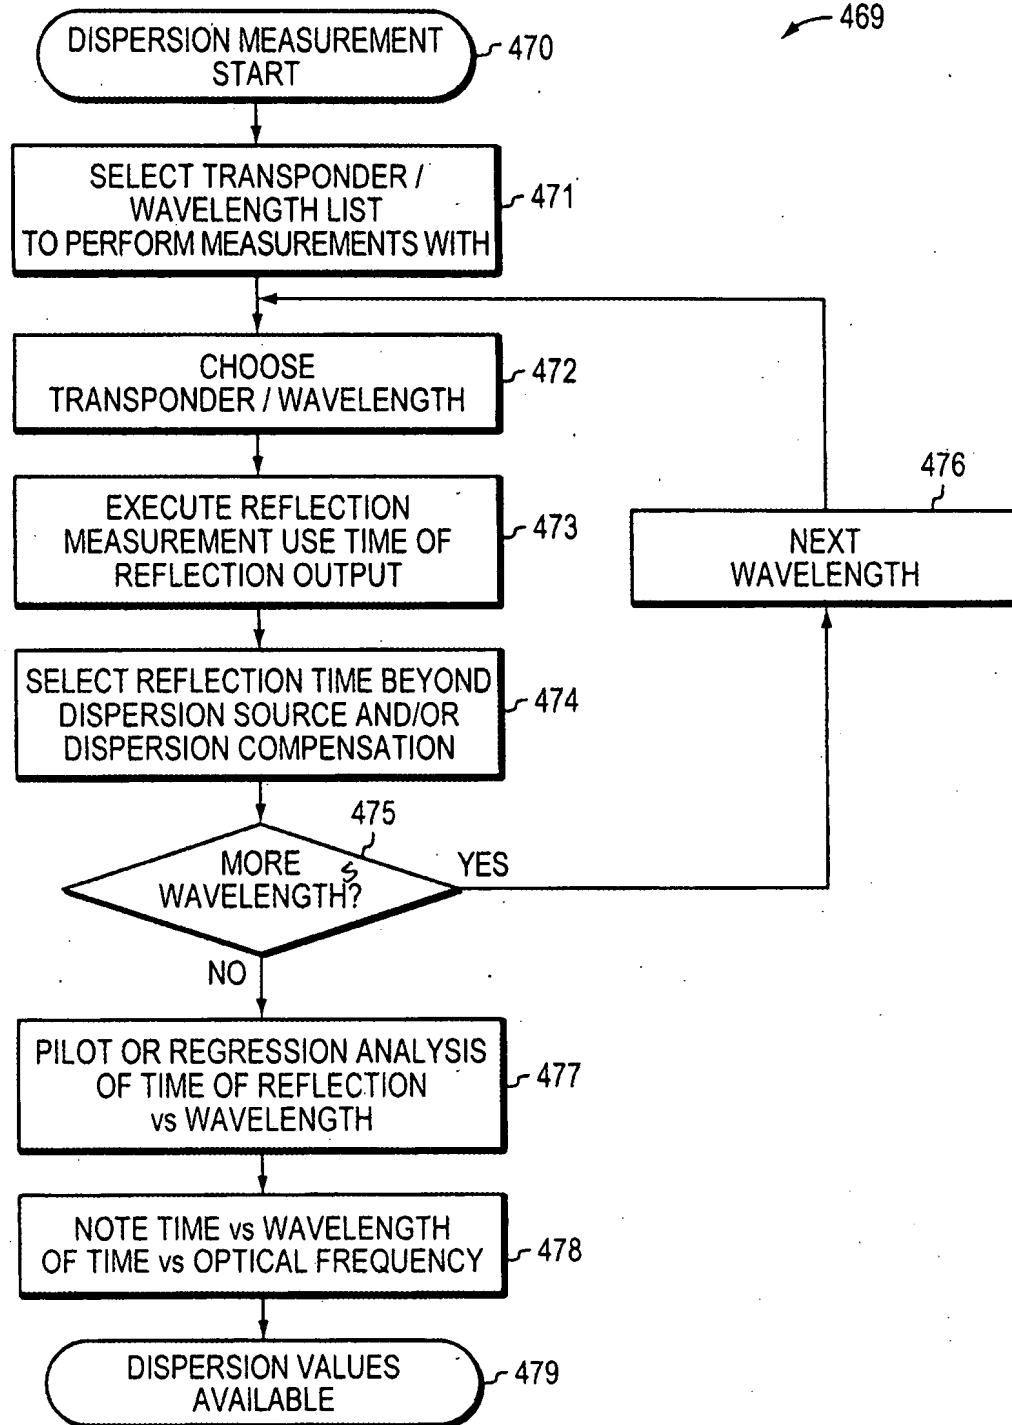 469
DISPERSION MEASUREMENT
START
470
SELECT TRANSPONDER /
WAVELENGTH LIST
TO PERFORM MEASUREMENTS WITH
471
CHOOSE
TRANSPONDER / WAVELENGTH
472
EXECUTE REFLECTION
MEASUREMENT USE TIME OF
REFLECTION OUTPUT
473
476
NEXT
WAVELENGTH
SELECT REFLECTION TIME BEYOND
DISPERSION SOURCE AND/OR
DISPERSION COMPENSATION
474
475
MORE
WAVELENGTHS?
YES
NO
PILOT OR REGRESSION ANALYSIS
OF TIME OF REFLECTION
vs WAVELENGTH
477
NOTE TIME vs WAVELENGTH
OF TIME vs OPTICAL FREQUENCY
478
DISPERSION VALUES
AVAILABLE
479